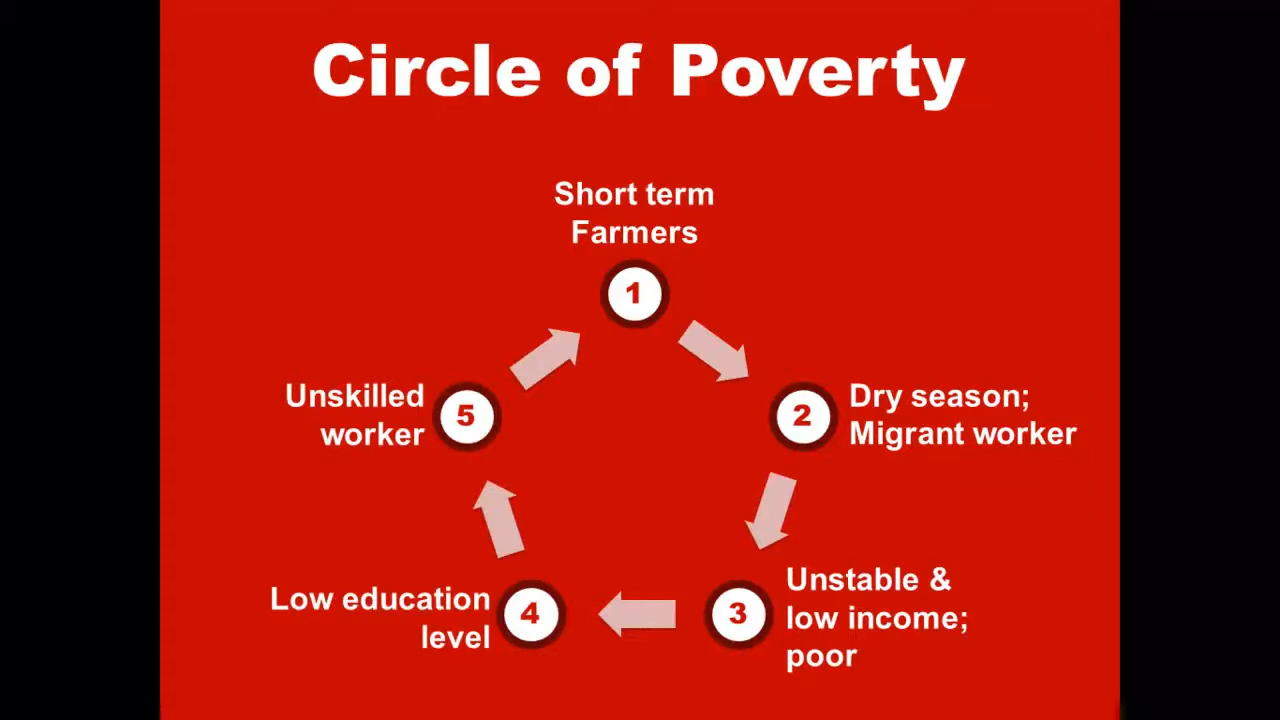 Circle of Poverty
Short term
Farmers
1
Dry season;
Migrant worker
2
Unstable &
low income;
poor
3
Low education
level
4
Unskilled
worker
5